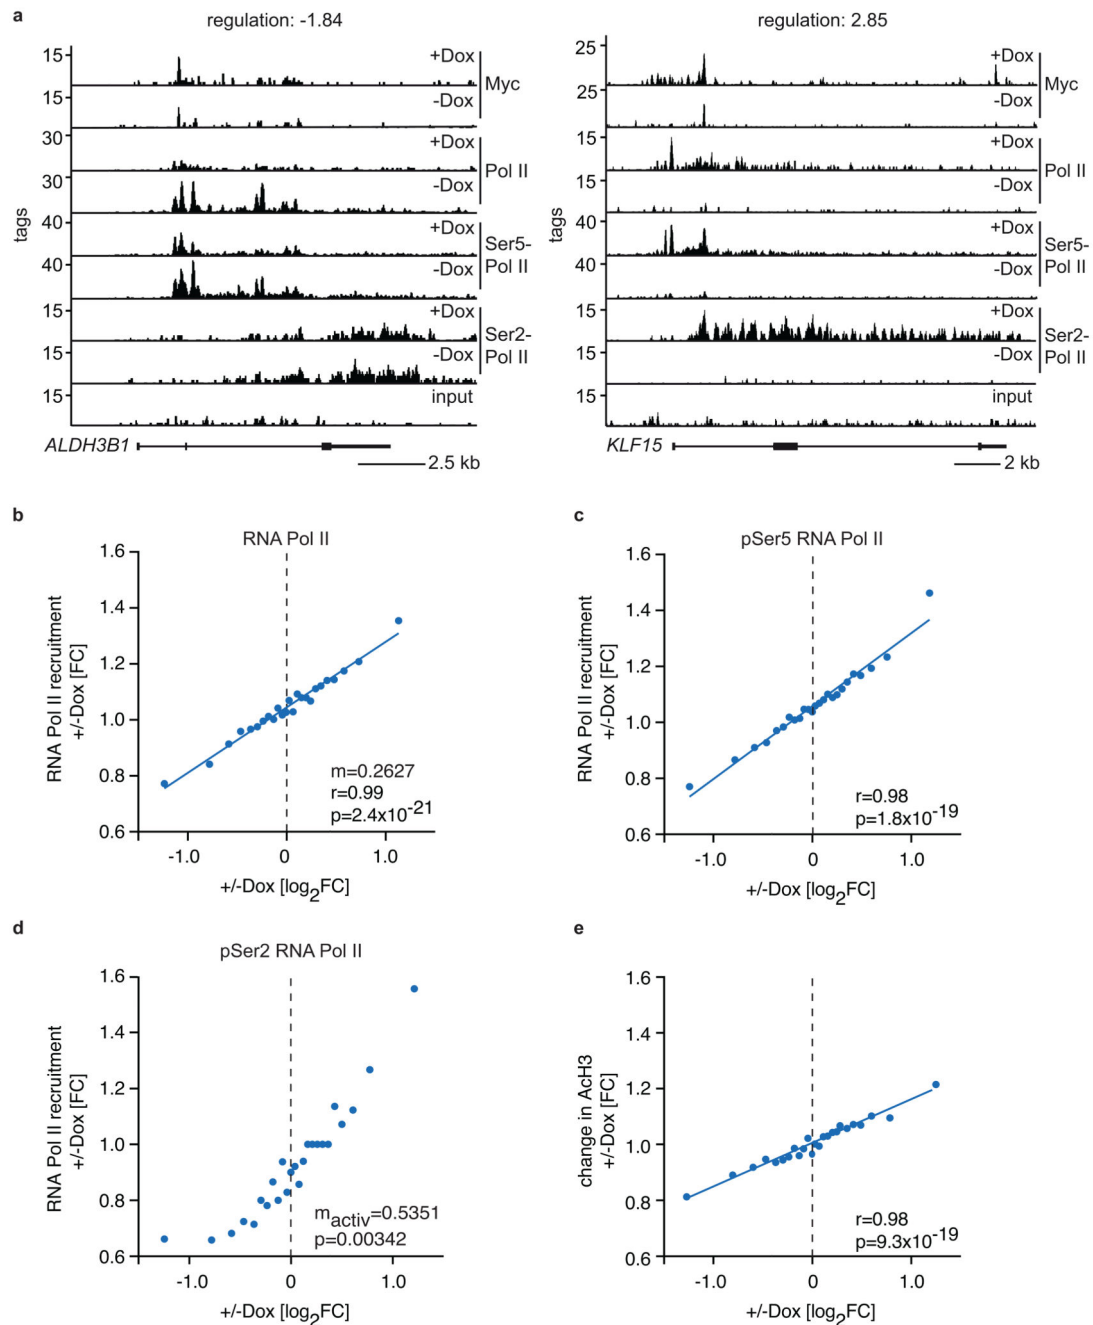 a
regulation: -1.84
15
+Dox
Myc
15
-Dox
30
+Dox
Pol II
30
-Dox
tags
40
+Dox
Ser5-
Pol II
40
-Dox
15
+Dox
Ser2-
Pol II
15
-Dox
15
input
ALDH3B1
2.5 kb
regulation: 2.85
25
+Dox
Myc
25
-Dox
15
+Dox
Pol II
15
-Dox
tags
40
+Dox
Ser5-
Pol II
40
-Dox
15
+Dox
Ser2-
Pol II
15
-Dox
15
input
KLF15
2 kb
b
RNA Pol II
RNA Pol II recruitment
+/-Dox [FC]
1.6
1.4
1.2
1.0
0.8
0.6
m=0.2627
r=0.99
p=2.4x10-21
-1.0 0 1.0
+/-Dox [log2FC]
c
pSer5 RNA Pol II
RNA Pol II recruitment
+/-Dox [FC]
1.6
1.4
1.2
1.0
0.8
0.6
r=0.98
p=1.8x10-19
-1.0 0 1.0
+/-Dox [log2FC]
d
pSer2 RNA Pol II
RNA Pol II recruitment
+/-Dox [FC]
1.6
1.4
1.2
1.0
0.8
0.6
mactiv=0.5351
p=0.00342
-1.0 0 1.0
+/-Dox [log2FC]
e
change in AcH3
+/-Dox [FC]
1.6
1.4
1.2
1.0
0.8
0.6
r=0.98
p=9.3x10-19
-1.0 0 1.0
+/-Dox [log2FC]